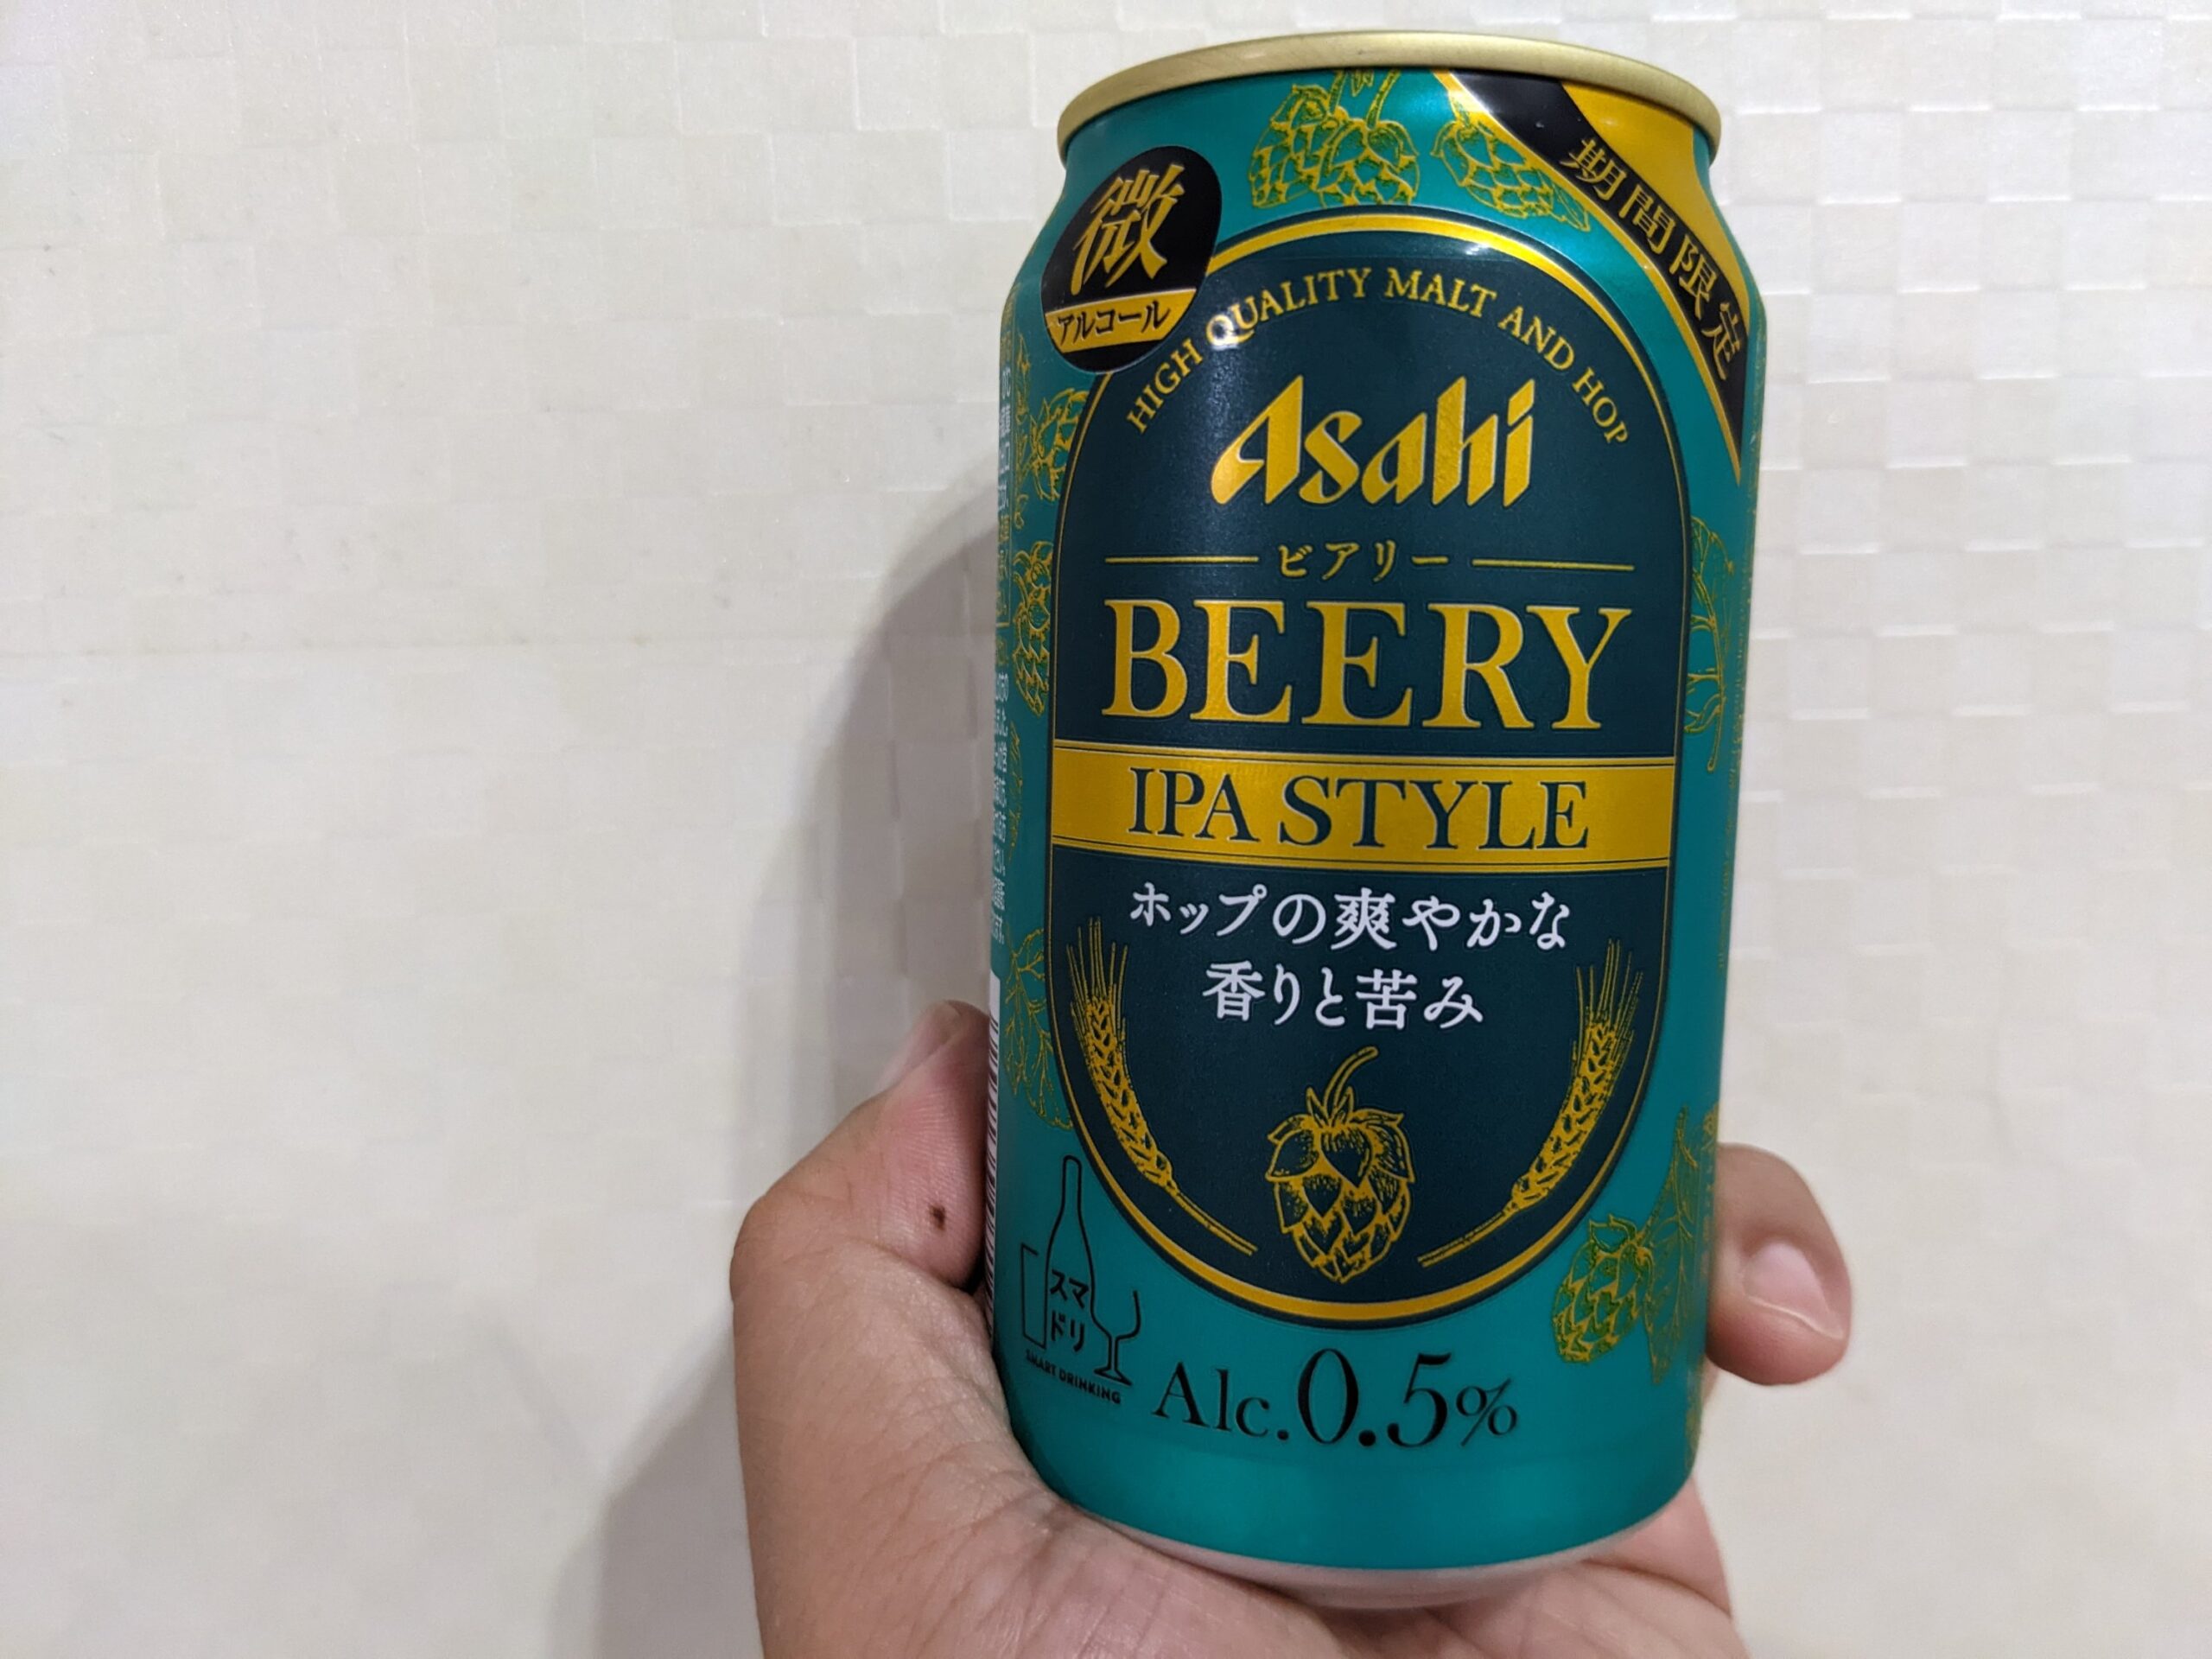 微
アルコール
期間限定
HIGH QUALITY MALT AND HOP
Asahi
ビアリー
BEERY
IPA STYLE
ホップの爽やかな
香りと苦み
スマ
ドリ
SMART DRINKING
Alc.0.5%